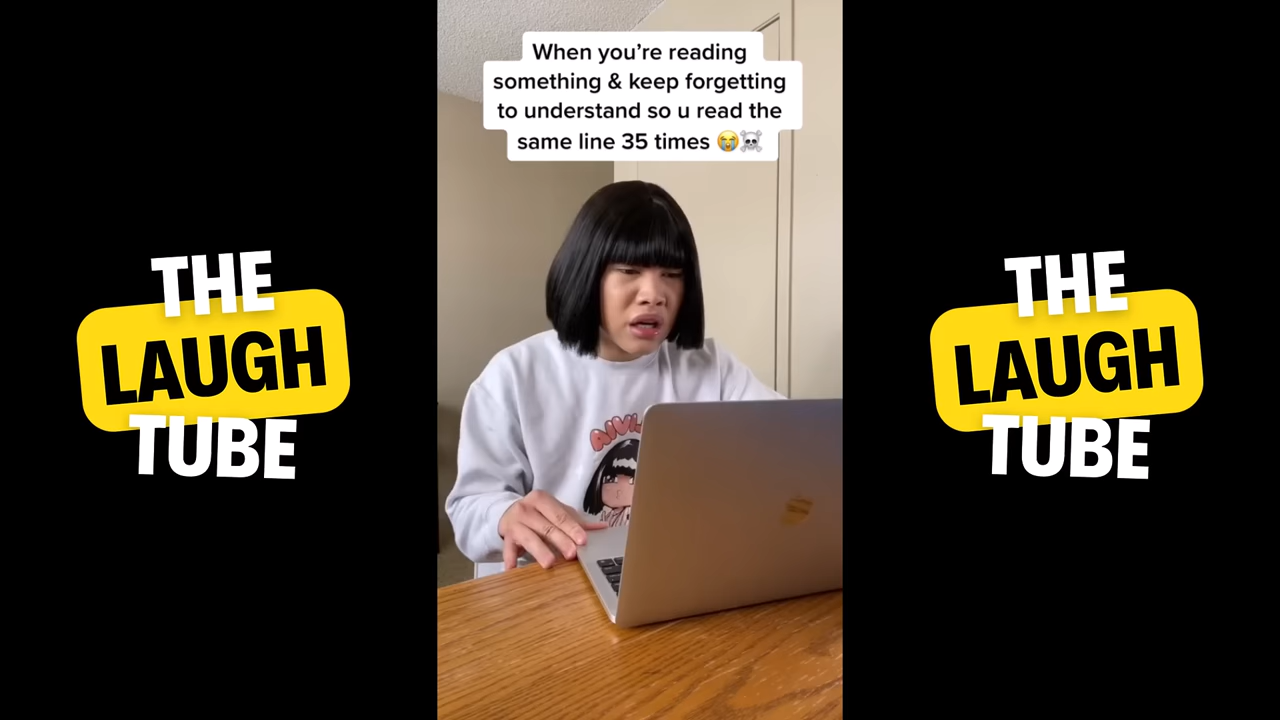 When you’re reading
something & keep forgetting
to understand so u read the
same line 35 times 😭☠️
THE
LAUGH
TUBE
THE
LAUGH
TUBE